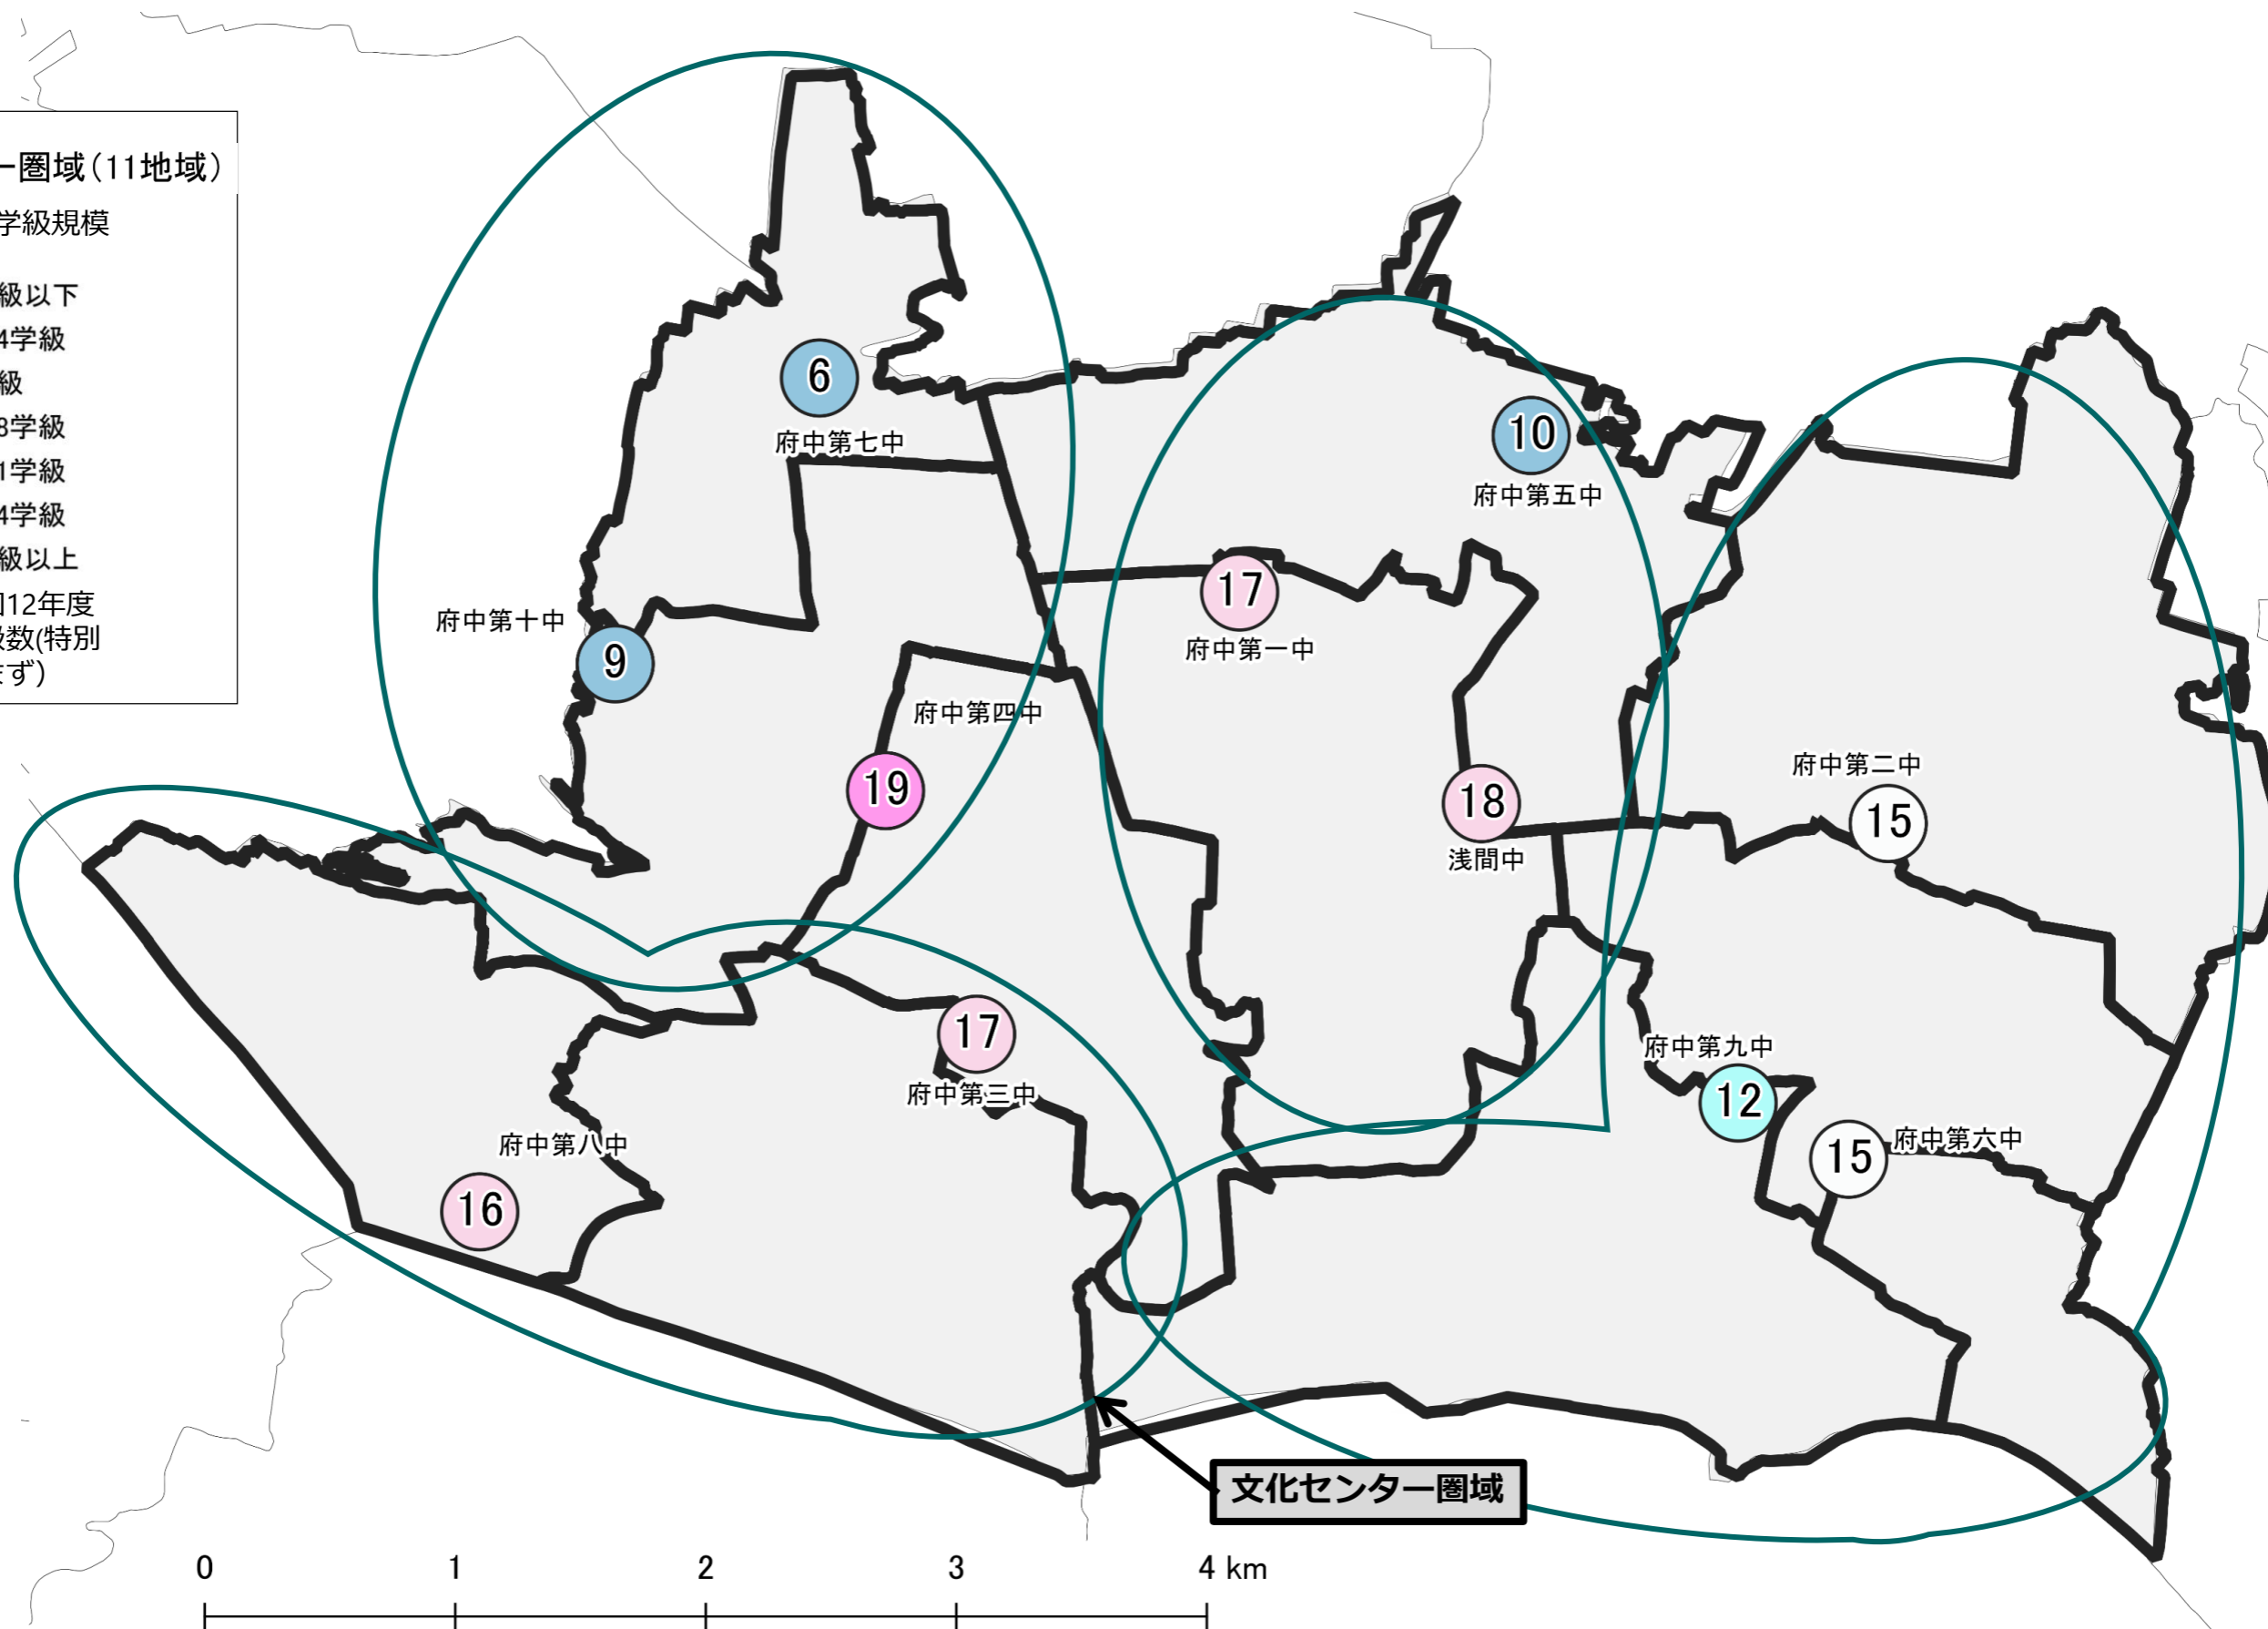 ー圏域(11地域)
学級規模
級以下
4学級
級
8学級
1学級
4学級
級以上
12年度
数(特別
ず)
6
府中第七中
10
府中第五中
17
府中第一中
府中第十中
9
府中第四中
19
18
浅間中
府中第二中
15
17
府中第三中
府中第九中
12
府中第八中
16
15
府中第六中
文化センター圏域
0 1 2 3 4 km